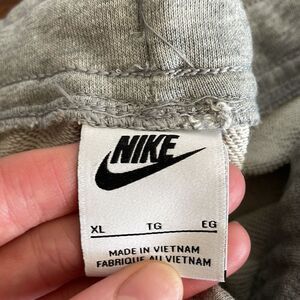 NIKE
XL TG EG
MADE IN VIETNAM
FABRIQUÉ AU VIETNAM